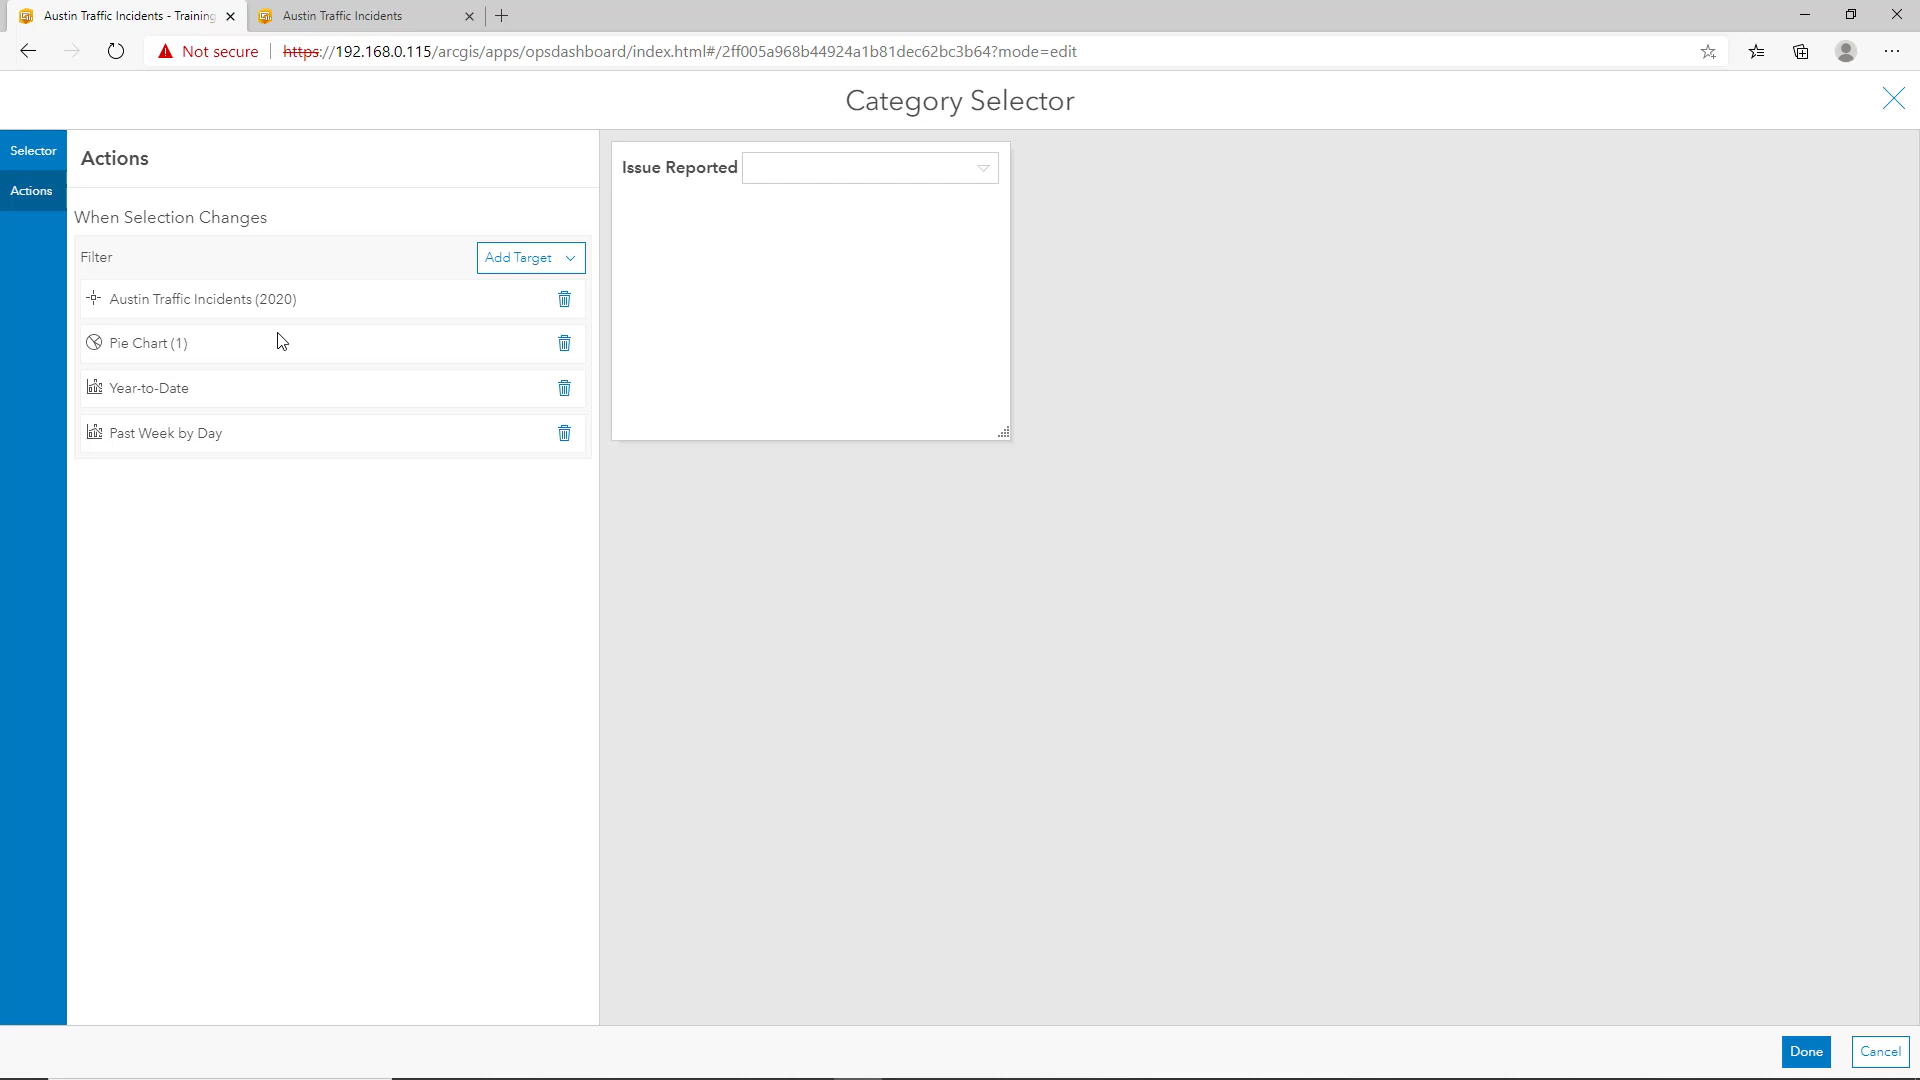 Austin Traffic Incidents - Training
Austin Traffic Incidents
Not secure
https://192.168.0.115/arcgis/apps/opsdashboard/index.html#/2ff005a968b44924a1b81dec62bc3b64?mode=edit
Category Selector
Selector
Actions
Actions
When Selection Changes
Filter
Add Target
Austin Traffic Incidents (2020)
Pie Chart (1)
Year-to-Date
Past Week by Day
Issue Reported
Done
Cancel